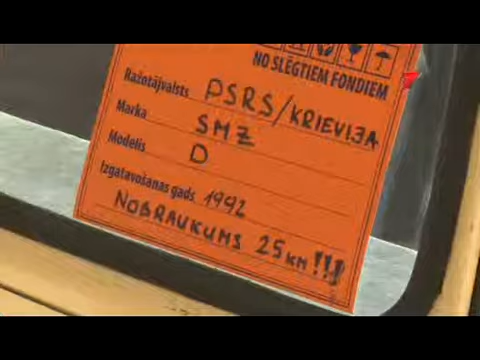 NO SLĒGTIEM FONDIEM
Ražotājvalsts PSRS/KRIEVIJA
Marka SMZ
Modelis D
Izgatavošanas gads 1992
NOBRAUKUMS 25 KM!!!